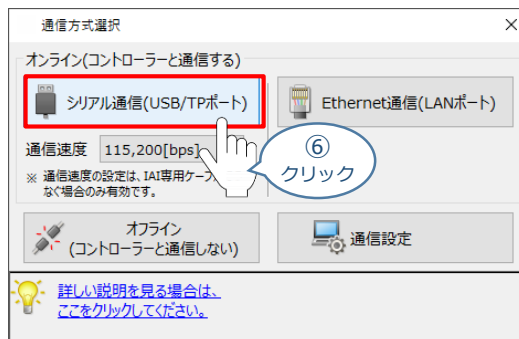 通信方式選択
オンライン(コントローラーと通信する)
シリアル通信(USB/TPポート)
Ethernet通信(LANポート)
通信速度 115,200[bps]
⑥
クリック
※ 通信速度の設定は、IAI専用ケーブル
なぐ場合のみ有効です。
オフライン
(コントローラーと通信しない)
通信設定
詳しい説明を見る場合は、
ここをクリックしてください。